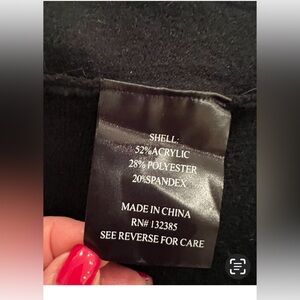 SHELL:
52%ACRYLIC
28% POLYESTER
20%SPANDEX
MADE IN CHINA
RN# 132385
SEE REVERSE FOR CARE